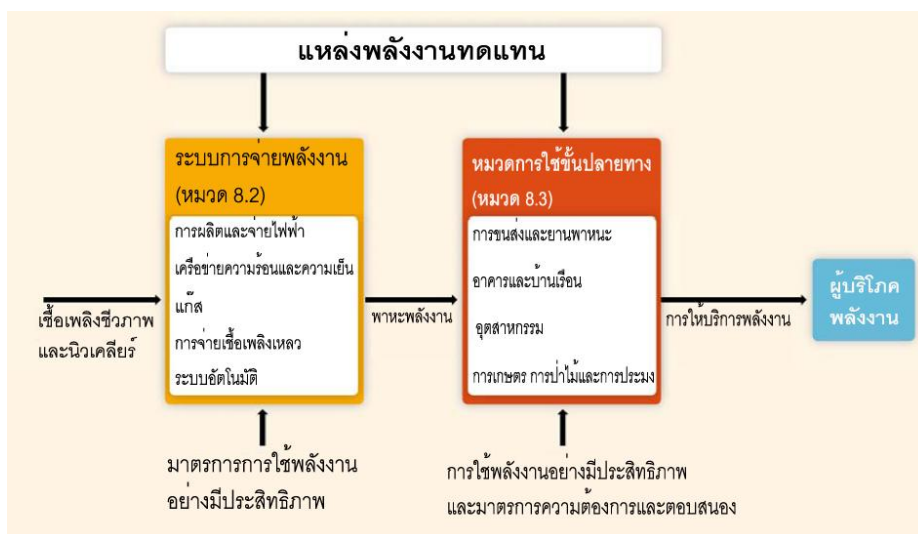 แหล่งพลังงานทดแทน
ระบบการจ่ายพลังงาน
(หมวด 8.2)
การผลิตและจ่ายไฟฟ้า
เครือข่ายความร้อนและความเย็น
แก๊ส
การจ่ายเชื้อเพลิงเหลว
ระบบอัตโนมัติ
หมวดการใช้ขั้นปลายทาง
(หมวด 8.3)
การขนส่งและยานพาหนะ
อาคารและบ้านเรือน
อุตสาหกรรม
การเกษตร การป่าไม้และการประมง
เชื้อเพลิงชีวภาพ
และนิวเคลียร์
พาหะพลังงาน
การให้บริการพลังงาน
ผู้บริโภค
พลังงาน
มาตรการการใช้พลังงาน
อย่างมีประสิทธิภาพ
การใช้พลังงานอย่างมีประสิทธิภาพ
และมาตรการความต้องการและตอบสนอง